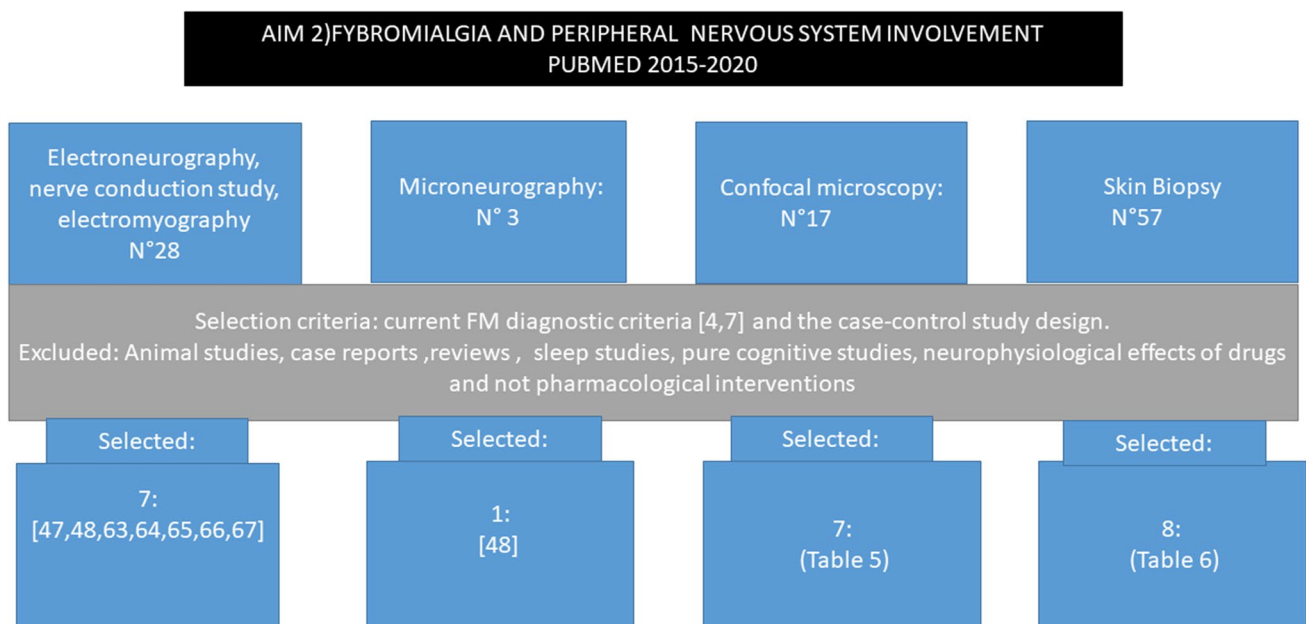 AIM 2)FYBROMIALGIA AND PERIPHERAL NERVOUS SYSTEM INVOLVEMENT
PUBMED 2015-2020
Electroneurography,
nerve conduction study,
electromyography
N°28
Microneurography:
N° 3
Confocal microscopy:
N°17
Skin Biopsy
N°57
Selection criteria: current FM diagnostic criteria [4,7] and the case-control study design.
Excluded: Animal studies, case reports ,reviews , sleep studies, pure cognitive studies, neurophysiological effects of drugs
and not pharmacological interventions
Selected:
7:
[47,48,63,64,65,66,67]
Selected:
1:
[48]
Selected:
7:
(Table 5)
Selected:
8:
(Table 6)